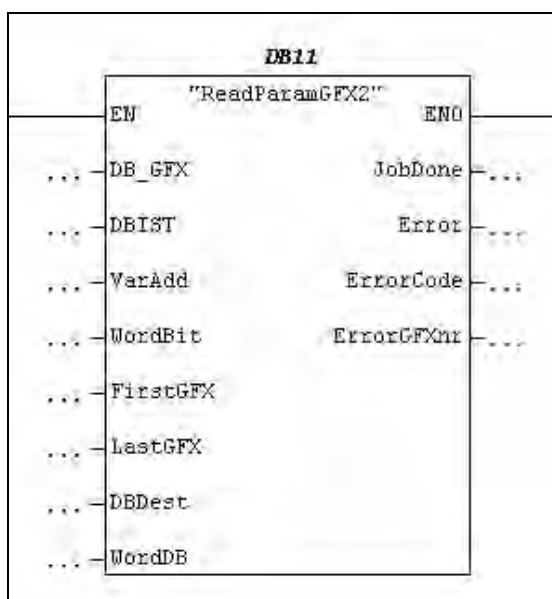 DB11
"ReadParamGFX2"
EN ENO
... DB_GFX JobDone ...
... DBIST Error ...
... VarAdd ErrorCode ...
... WordBit ErrorGFXnr ...
... FirstGFX
... LastGFX
... DBDest
... WordDB